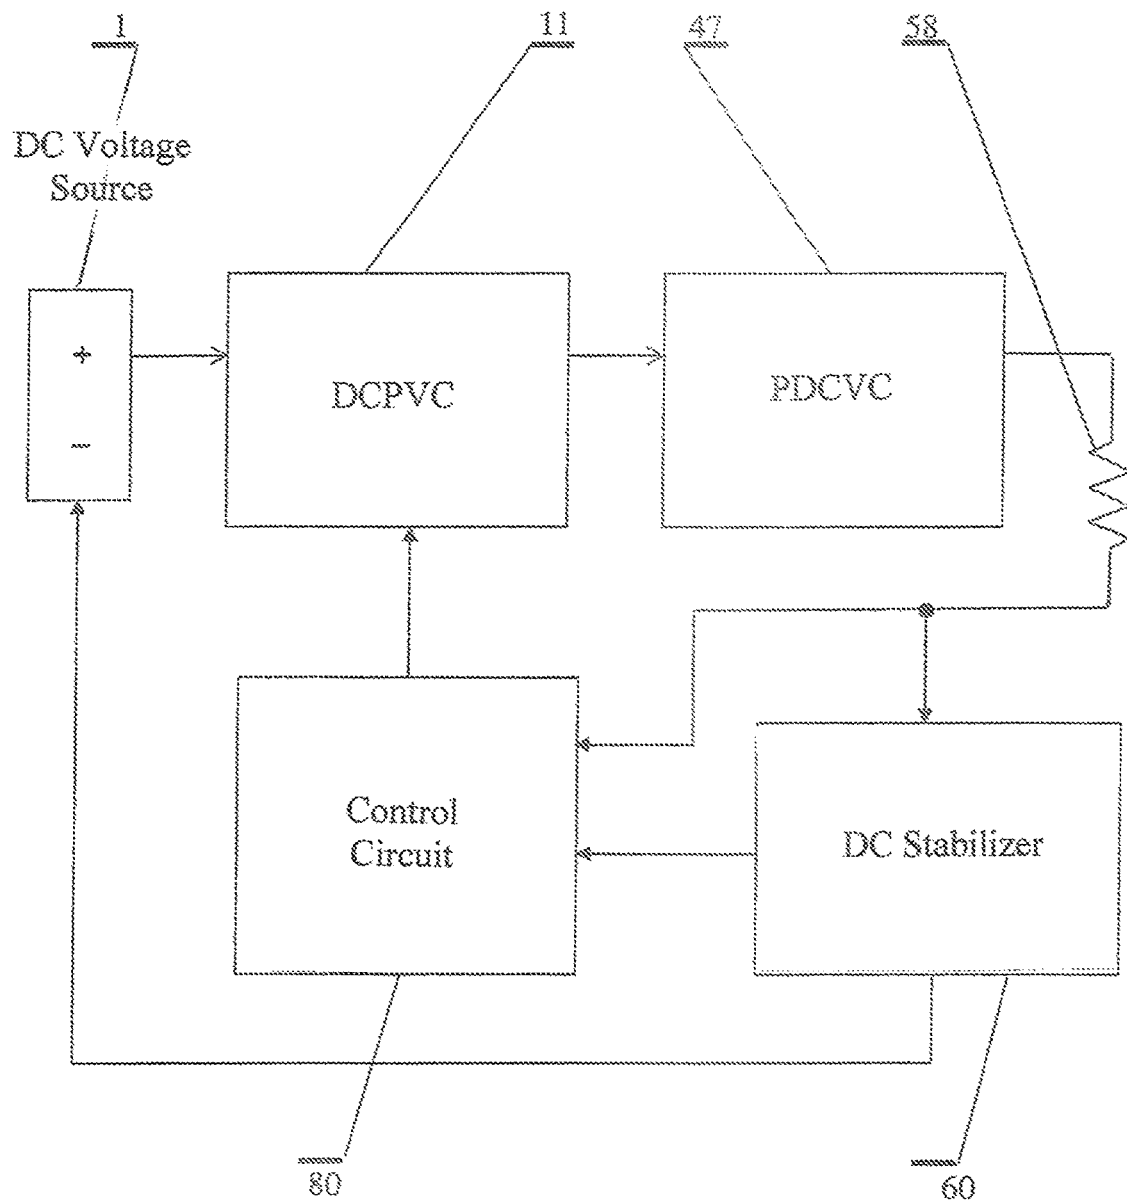 1
11
47
58
DC Voltage
Source
+
−
DCPVC
PDCVC
Control
Circuit
DC Stabilizer
80
60